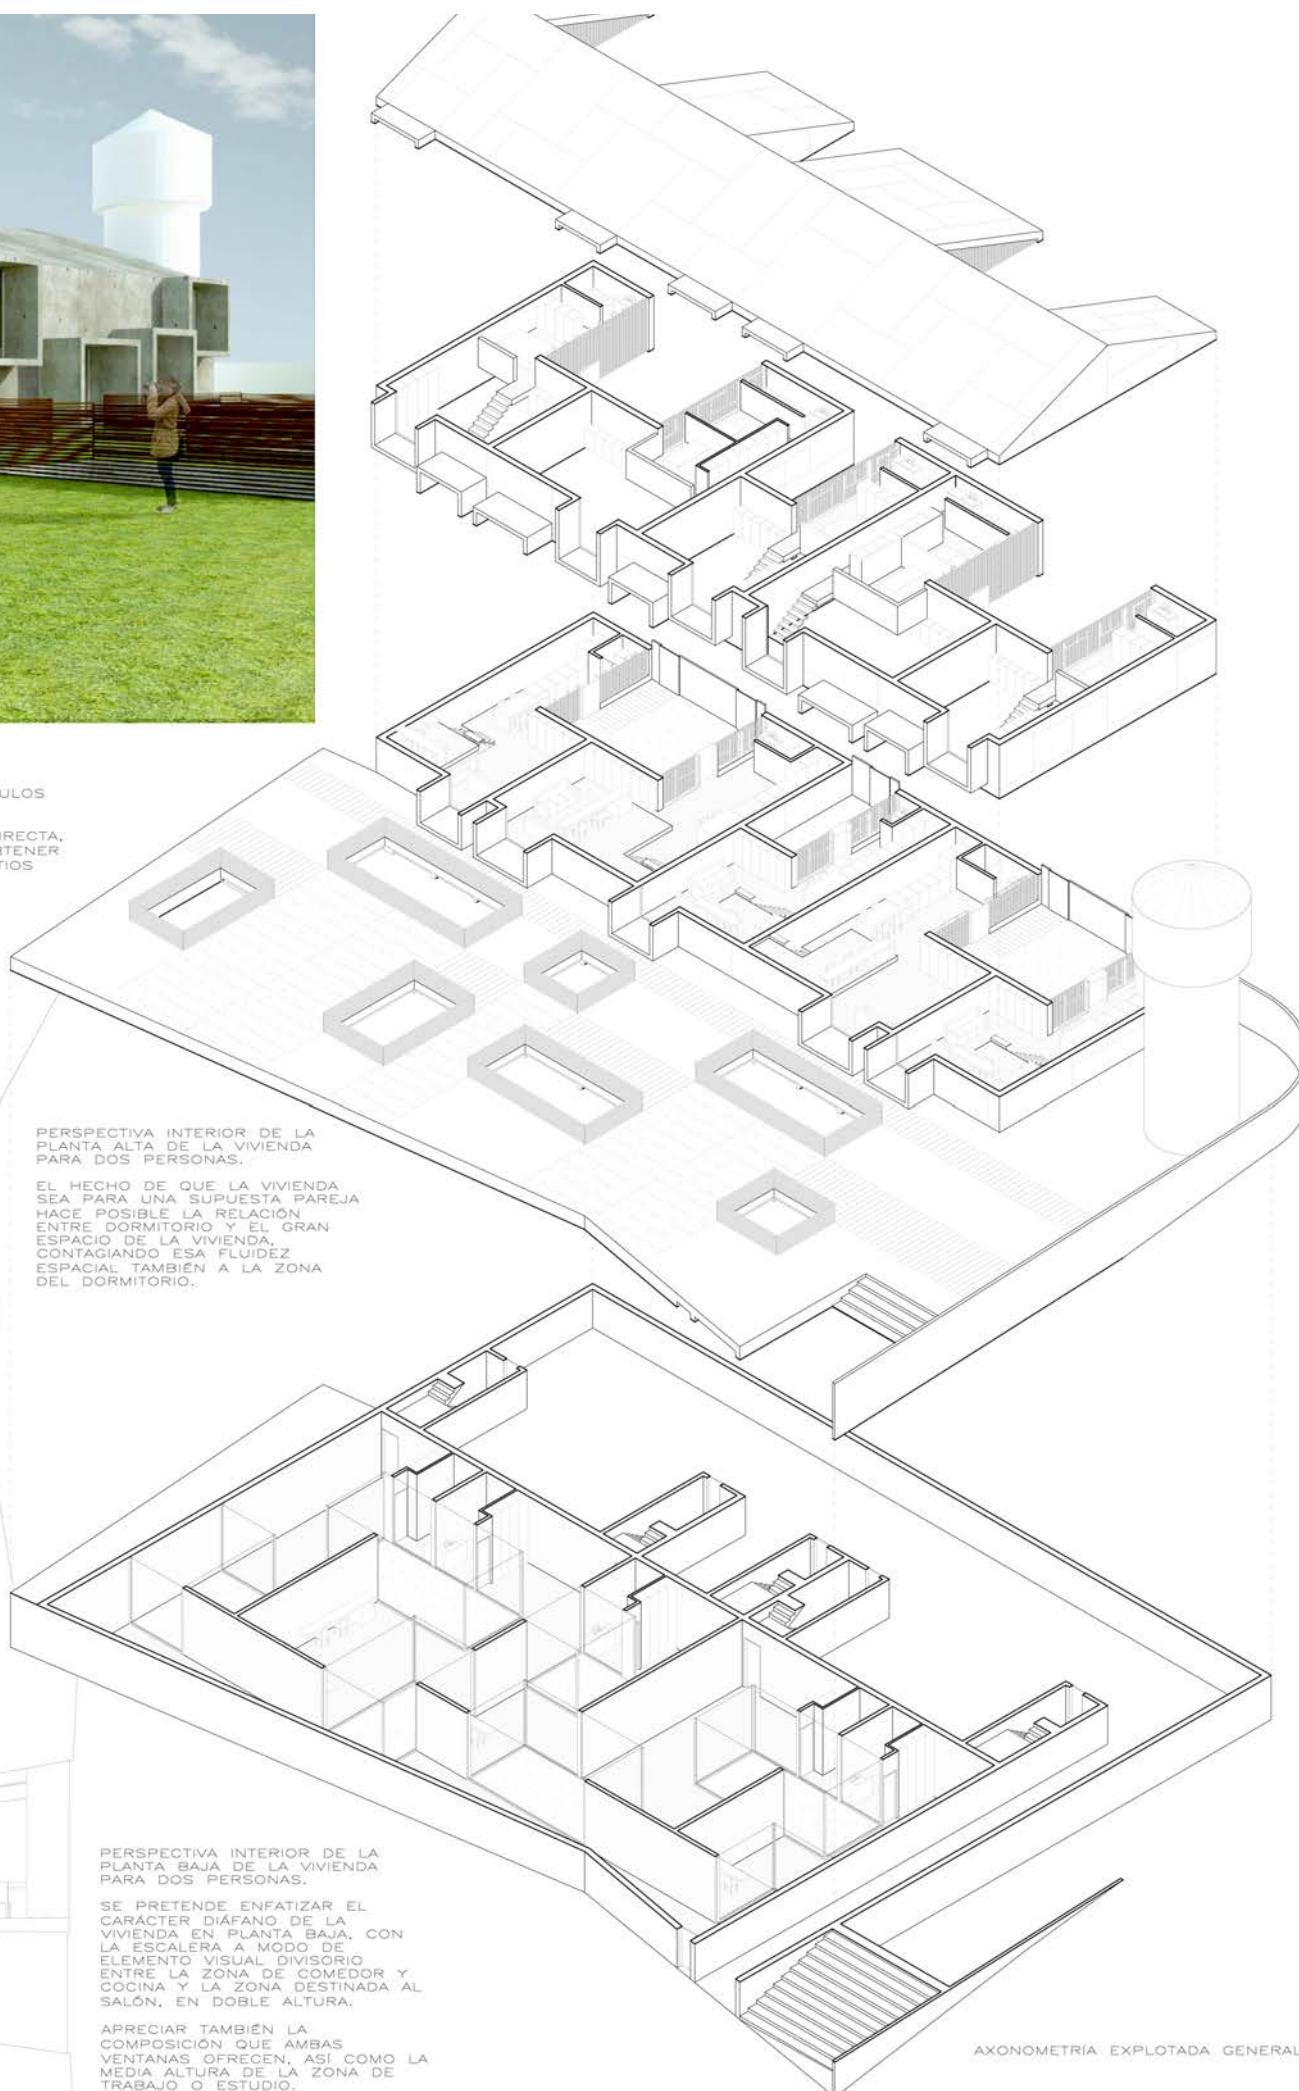 ULOS
IRECTA,
TENER
TIOS
PERSPECTIVA INTERIOR DE LA
PLANTA ALTA DE LA VIVIENDA
PARA DOS PERSONAS.
EL HECHO DE QUE LA VIVIENDA
SEA PARA UNA SUPUESTA PAREJA
HACE POSIBLE LA RELACIÓN
ENTRE DORMITORIO Y EL GRAN
ESPACIO DE LA VIVIENDA,
CONTAGIANDO ESA FLUIDEZ
ESPACIAL TAMBIÉN A LA ZONA
DEL DORMITORIO.
PERSPECTIVA INTERIOR DE LA
PLANTA BAJA DE LA VIVIENDA
PARA DOS PERSONAS.
SE PRETENDE ENFATIZAR EL
CARÁCTER DIÁFANO DE LA
VIVIENDA EN PLANTA BAJA, CON
LA ESCALERA A MODO DE
ELEMENTO VISUAL DIVISORIO
ENTRE LA ZONA DE COMEDOR Y
COCINA Y LA ZONA DESTINADA AL
SALÓN, EN DOBLE ALTURA.
APRECIAR TAMBIÉN LA
COMPOSICIÓN QUE AMBAS
VENTANAS OFRECEN, ASÍ COMO LA
MEDIA ALTURA DE LA ZONA DE
TRABAJO O ESTUDIO.
AXONOMETRÍA EXPLOTADA GENERAL